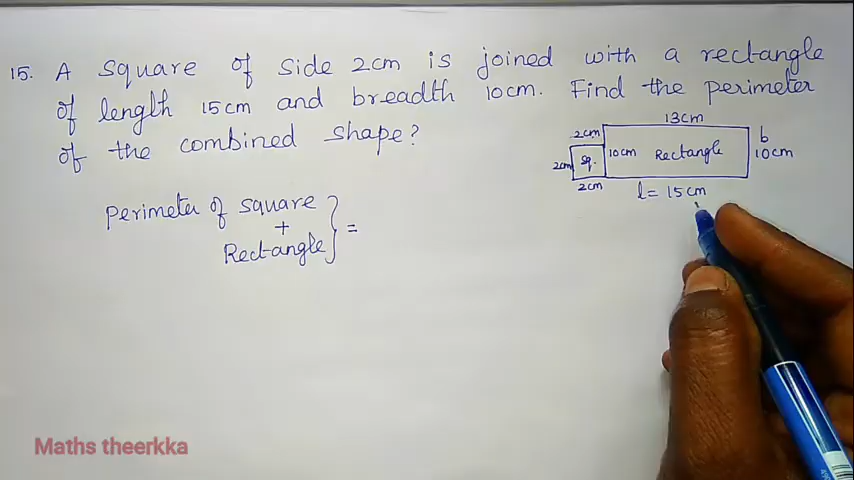 15. A square of side 2cm is joined with a rectangle
of length 15cm and breadth 10cm. Find the perimeter
of the combined shape?
13cm
2cm
b
2cm
sq.
10cm
Rectangle
10cm
2cm
l= 15cm
Perimeter of square
+
Rectangle } =
Maths theerkka